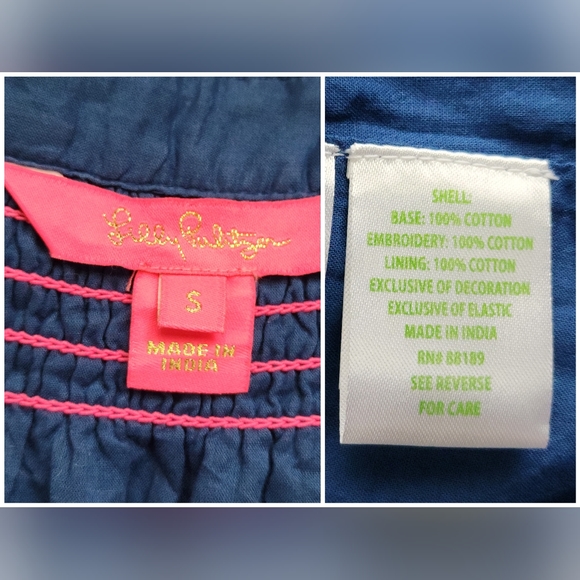 Lilly Pulitzer
S
MADE IN
INDIA
SHELL:
BASE: 100% COTTON
EMBROIDERY: 100% COTTON
LINING: 100% COTTON
EXCLUSIVE OF DECORATION
EXCLUSIVE OF ELASTIC
MADE IN INDIA
RN# 88189
SEE REVERSE
FOR CARE